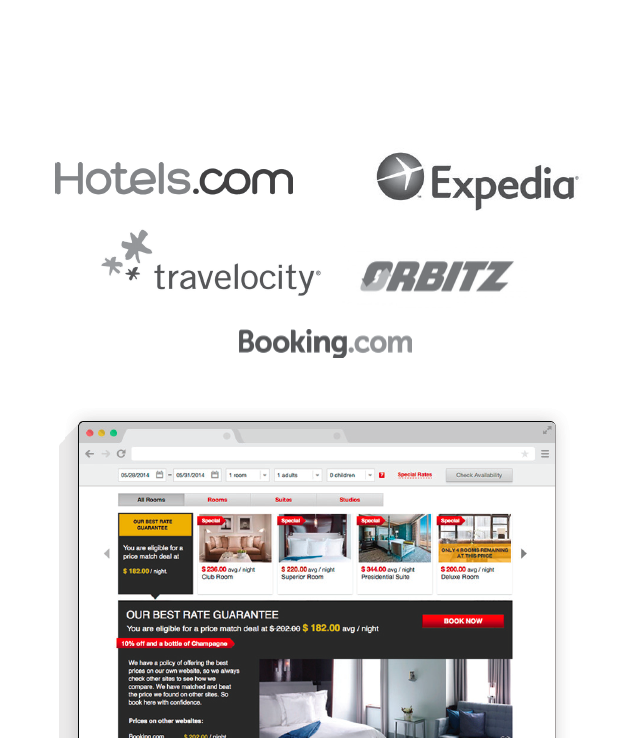 Hotels.com
Expedia®
travelocity®
ORBITZ
Booking.com
05/29/2014 – 05/31/2014 1 room 1 adults 0 children ? Special Rates Check Availability
All Rooms Rooms Suites Studios
OUR BEST RATE
GUARANTEE
You are eligible for a
price match deal at
$ 182.00 / night
Special
$ 236.00 avg / night
Club Room
Special
$ 220.00 avg / night
Superior Room
Special
$ 344.00 avg / night
Presidential Suite
Special
ONLY 4 ROOMS REMAINING
AT THIS PRICE
$ 200.00 avg / night
Deluxe Room
OUR BEST RATE GUARANTEE
You are eligible for a price match deal at $ 202.00 $ 182.00 avg / night
BOOK NOW
10% off and a bottle of Champagne
We have a policy of offering the best
prices on our own website, so we always
check other sites to see how we
compare. We have matched and beat
the price we found on other sites. So
book here with confidence.
Prices on other websites:
Booking.com $ 202.00 / night